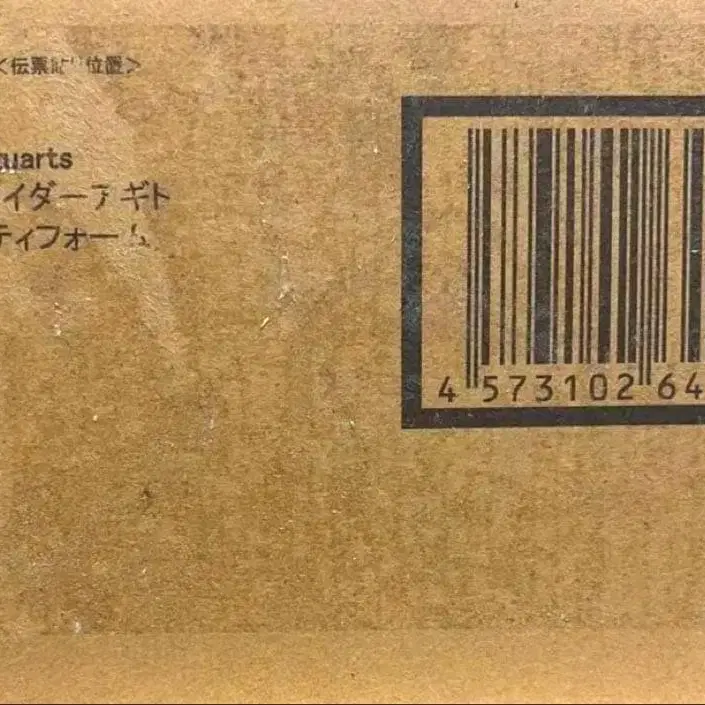 <伝票貼り位置>
uarts
イダーアギト
ティフォーム
4 573102 64